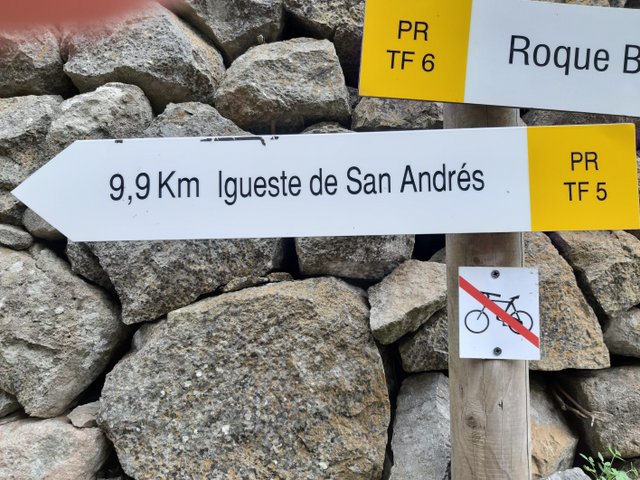 PR
TF 6
Roque
9,9 Km Igueste de San Andrés
PR
TF 5